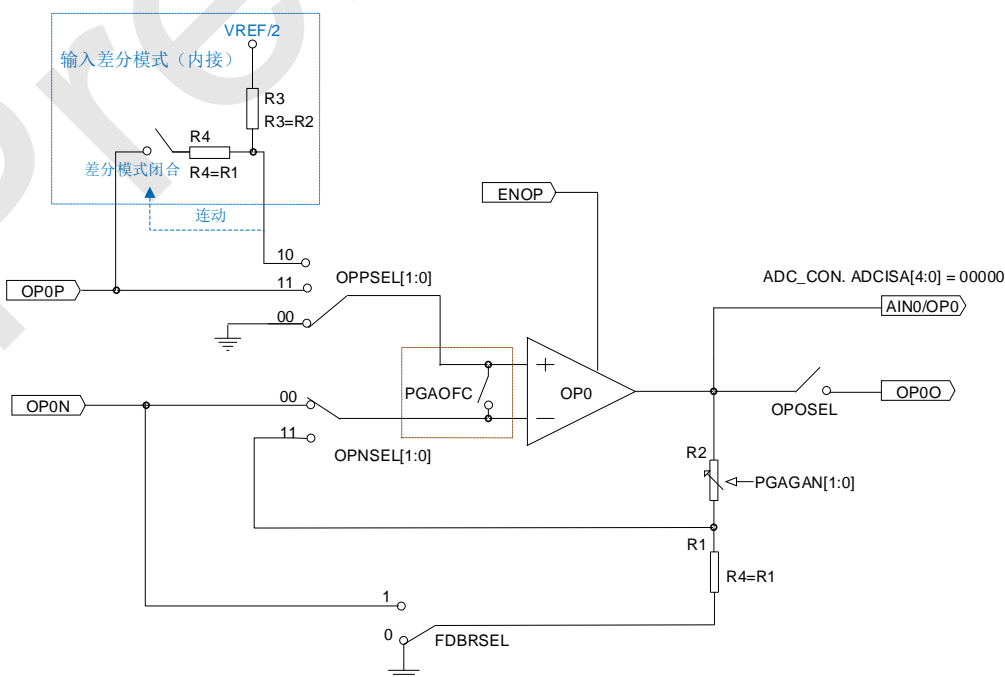 VREF/2
输入差分模式（内接）
R3
R3=R2
R4
R4=R1
差分模式闭合
连动
ENOP
10
11
00
OPPSEL[1:0]
OP0P
ADC_CON. ADCISA[4:0] = 00000
AIN0/OP0
PGAOFC
OP0
OP0O
OPOSEL
OP0N
00
11
OPNSEL[1:0]
R2
PGAGAN[1:0]
R1
R4=R1
1
0
FDBRSEL